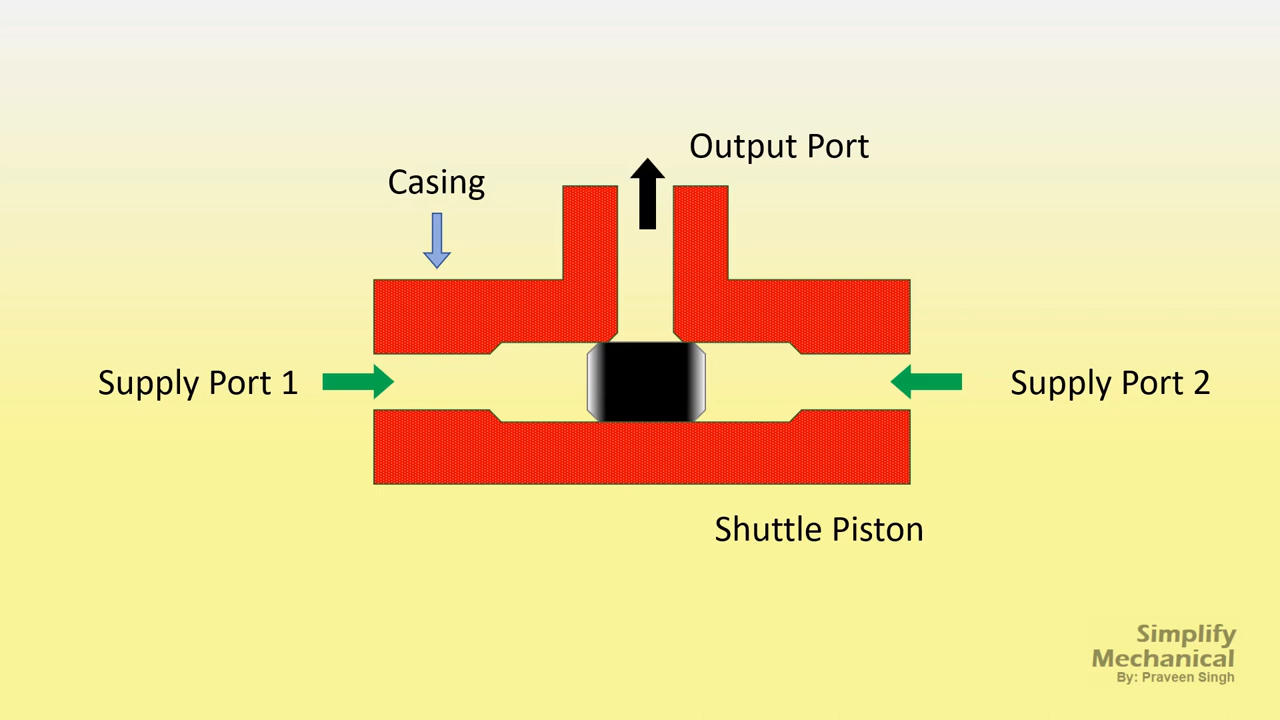 Output Port
Casing
Supply Port 1
Supply Port 2
Shuttle Piston
Simplify
Mechanical
By: Praveen Singh